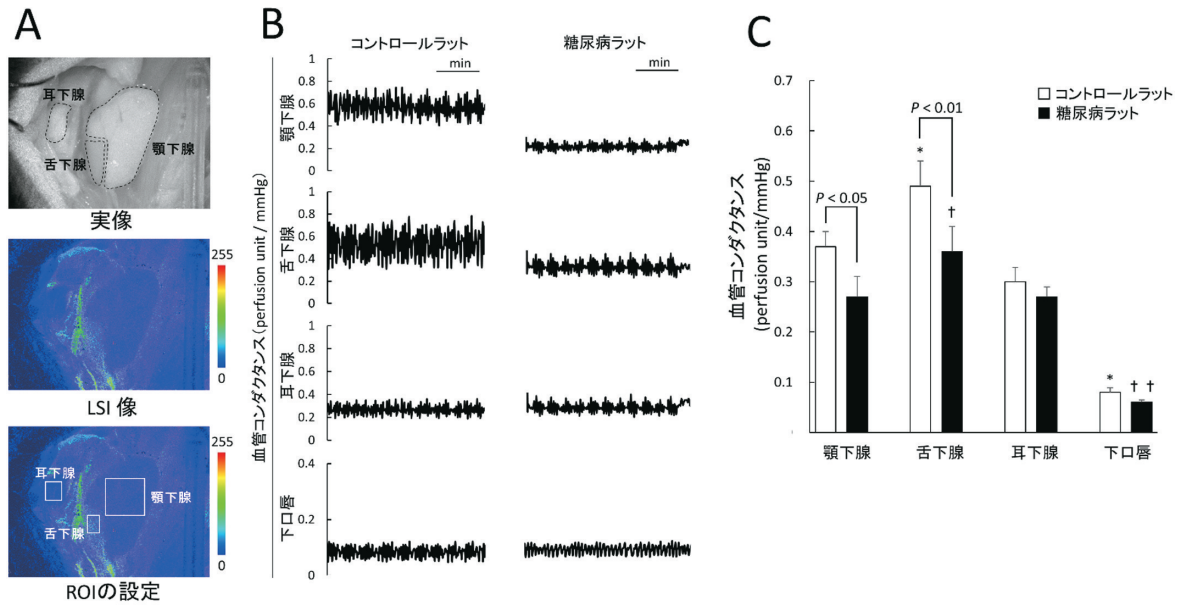 A
耳下腺
舌下腺
顎下腺
実像
255
0
LSI 像
255
0
耳下腺
舌下腺
顎下腺
ROIの設定
B
コントロールラット
糖尿病ラット
min
min
血管コンダクタンス(perfusion unit / mmHg)
顎下腺
1
0.8
0.6
0.4
0.2
0
舌下腺
1
0.8
0.6
0.4
0.2
0
耳下腺
1
0.8
0.6
0.4
0.2
0
下口唇
0.4
0.2
0
C
血管コンダクタンス
(perfusion unit/mmHg)
0.7
0.6
0.5
0.4
0.3
0.2
0.1
コントロールラット
糖尿病ラット
P < 0.05
P < 0.01
*
†
*
† †
顎下腺
舌下腺
耳下腺
下口唇